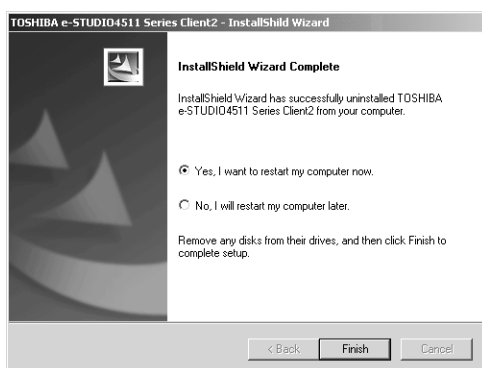 TOSHIBA e-STUDIO4511 Series Client2 - InstallShild Wizard
InstallShield Wizard Complete
InstallShield Wizard has successfully uninstalled TOSHIBA
e-STUDIO4511 Series Client2 from your computer.
Yes, I want to restart my computer now.
No, I will restart my computer later.
Remove any disks from their drives, and then click Finish to
complete setup.
< Back
Finish
Cancel